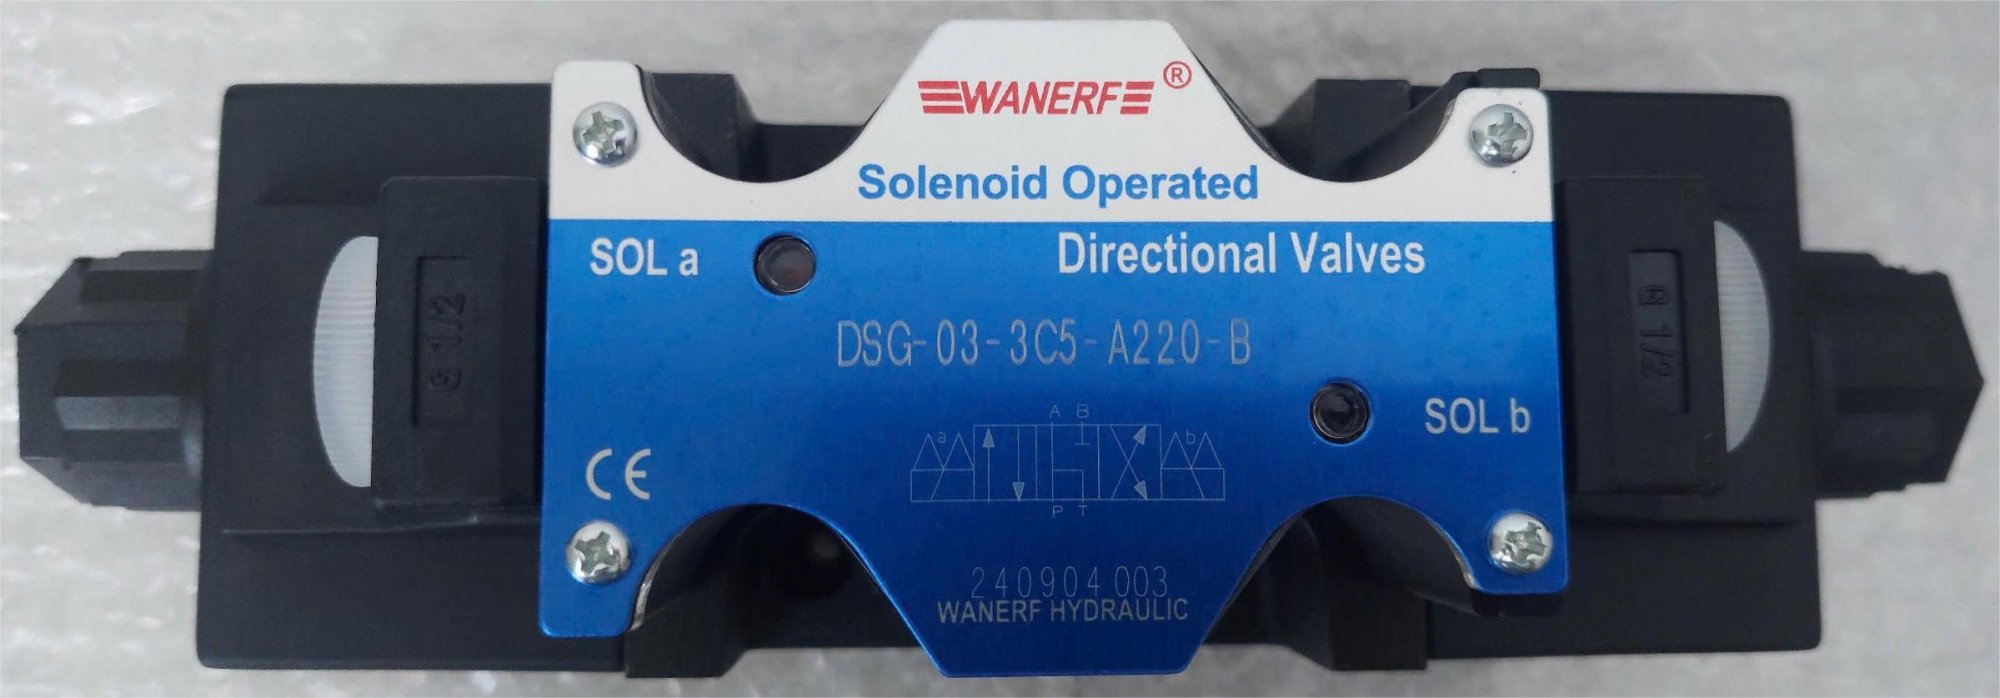 WANERF®
Solenoid Operated
SOL a
Directional Valves
DSG-03-3C5-A220-B
SOL b
G 1/2
G 1/2
A B
a
b
P T
CE
240904 003
WANERF HYDRAULIC